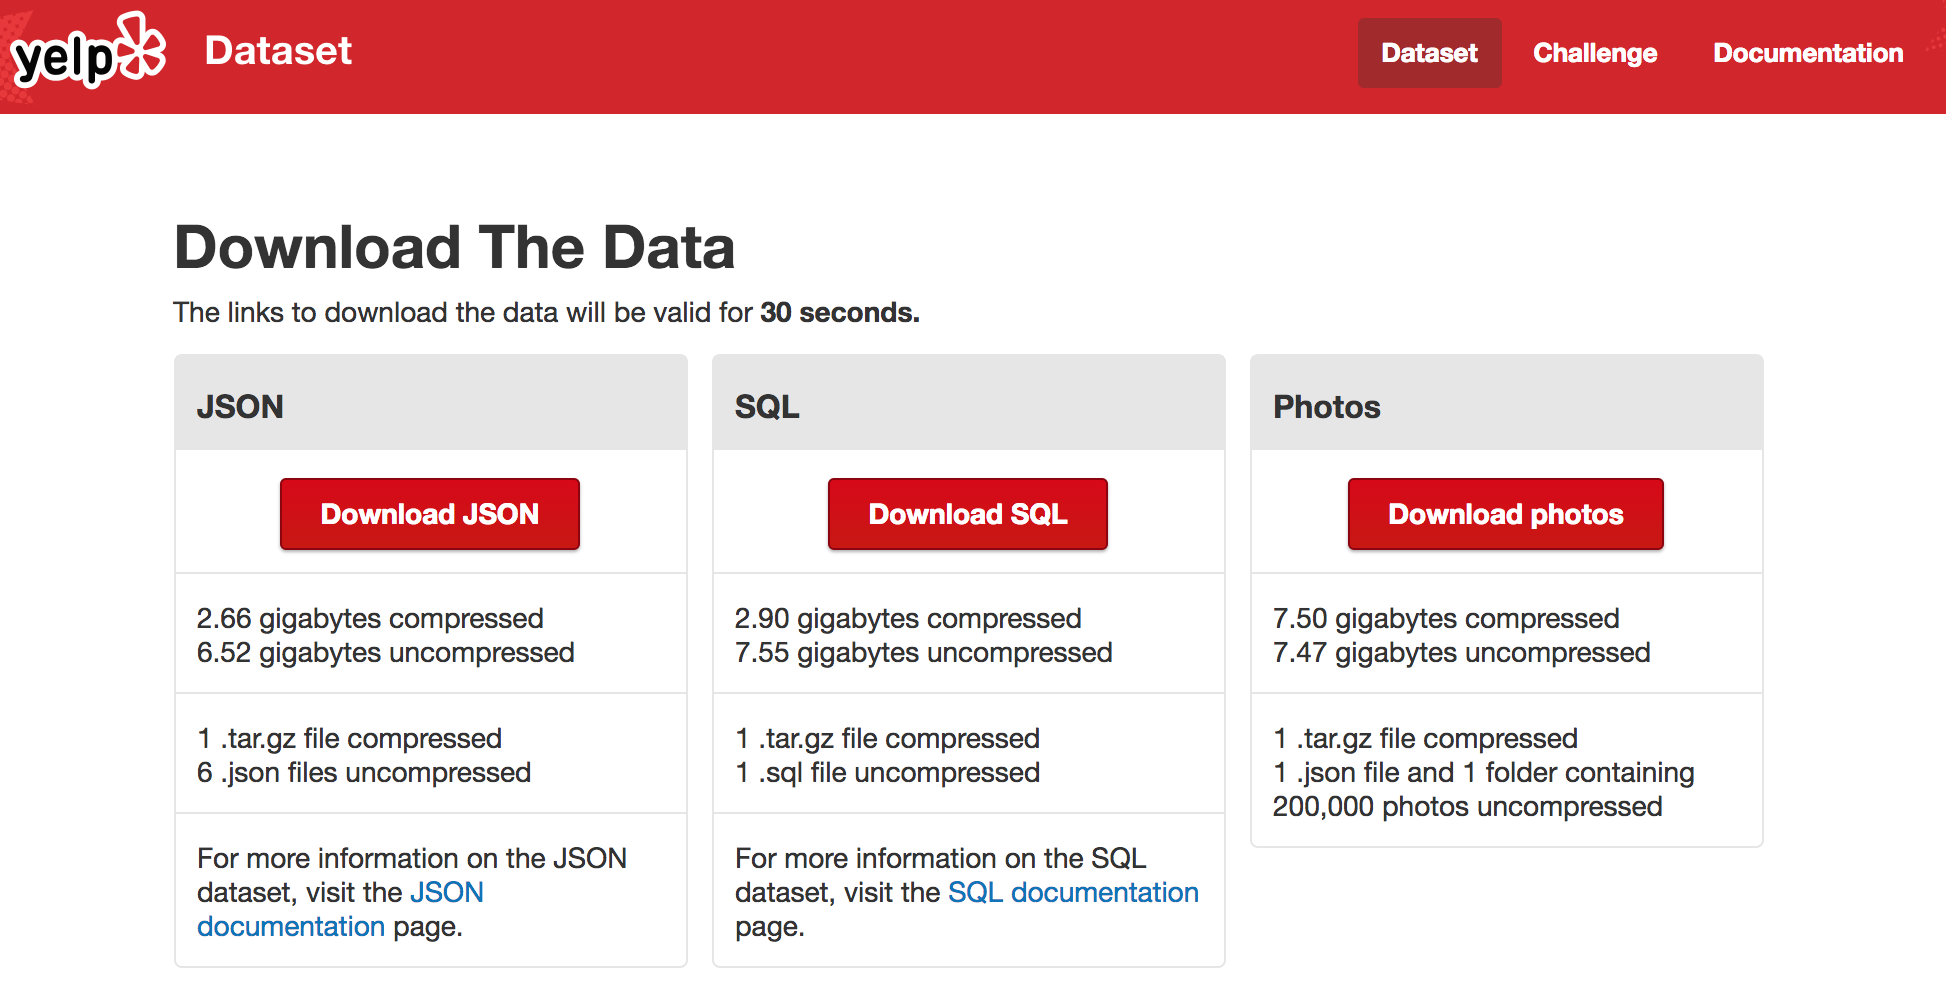 yelp Dataset Dataset Challenge Documentation
Download The Data
The links to download the data will be valid for 30 seconds.
JSON
Download JSON
2.66 gigabytes compressed
6.52 gigabytes uncompressed
1 .tar.gz file compressed
6 .json files uncompressed
For more information on the JSON
dataset, visit the JSON
documentation page.
SQL
Download SQL
2.90 gigabytes compressed
7.55 gigabytes uncompressed
1 .tar.gz file compressed
1 .sql file uncompressed
For more information on the SQL
dataset, visit the SQL documentation
page.
Photos
Download photos
7.50 gigabytes compressed
7.47 gigabytes uncompressed
1 .tar.gz file compressed
1 .json file and 1 folder containing
200,000 photos uncompressed